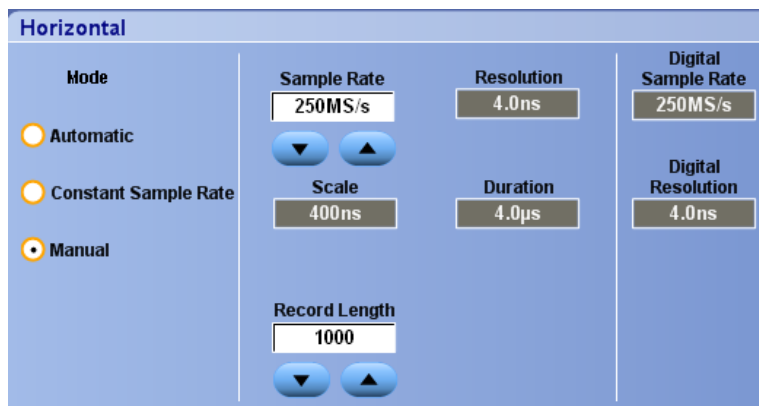 Horizontal
Mode
Automatic
Constant Sample Rate
Manual
Sample Rate
250MS/s
Scale
400ns
Record Length
1000
Resolution
4.0ns
Duration
4.0µs
Digital
Sample Rate
250MS/s
Digital
Resolution
4.0ns